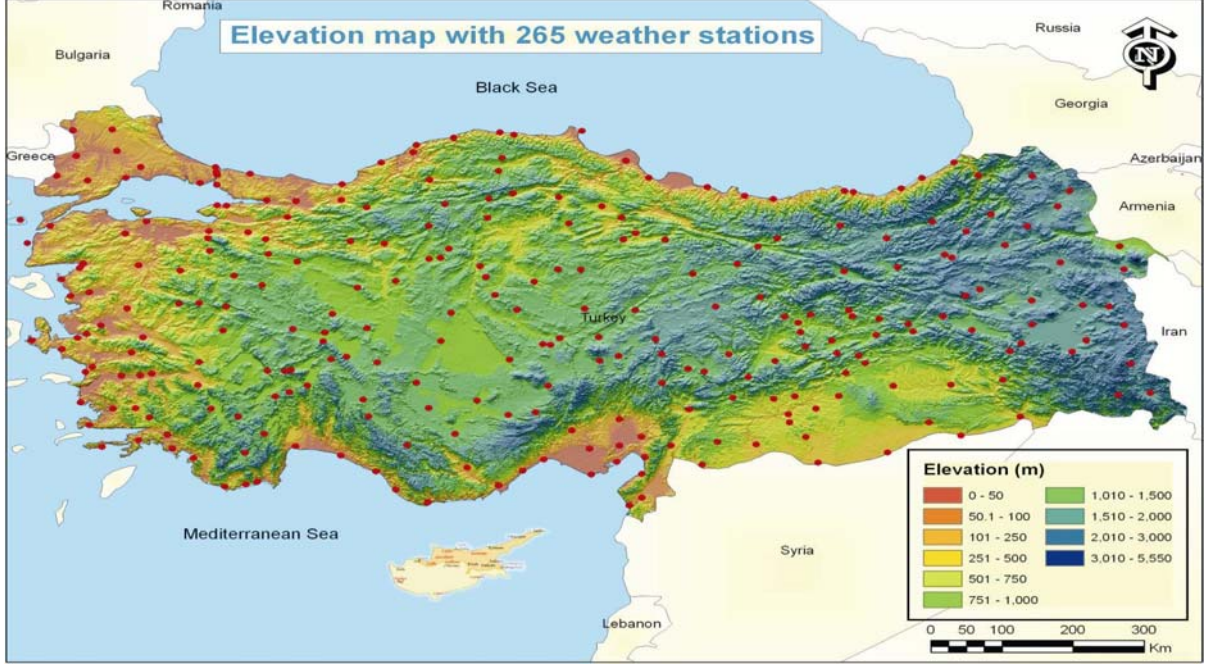 Romania
Elevation map with 265 weather stations
Russia
N
Bulgaria
Black Sea
Georgia
Greece
Azerbaijan
Armenia
Turkey
Iran
Elevation (m)
0 - 50
50.1 - 100
101 - 250
251 - 500
501 - 750
751 - 1,000
1,010 - 1,500
1,510 - 2,000
2,010 - 3,000
3,010 - 5,550
Mediterranean Sea
Syria
Lebanon
0 50 100 200 300
Km